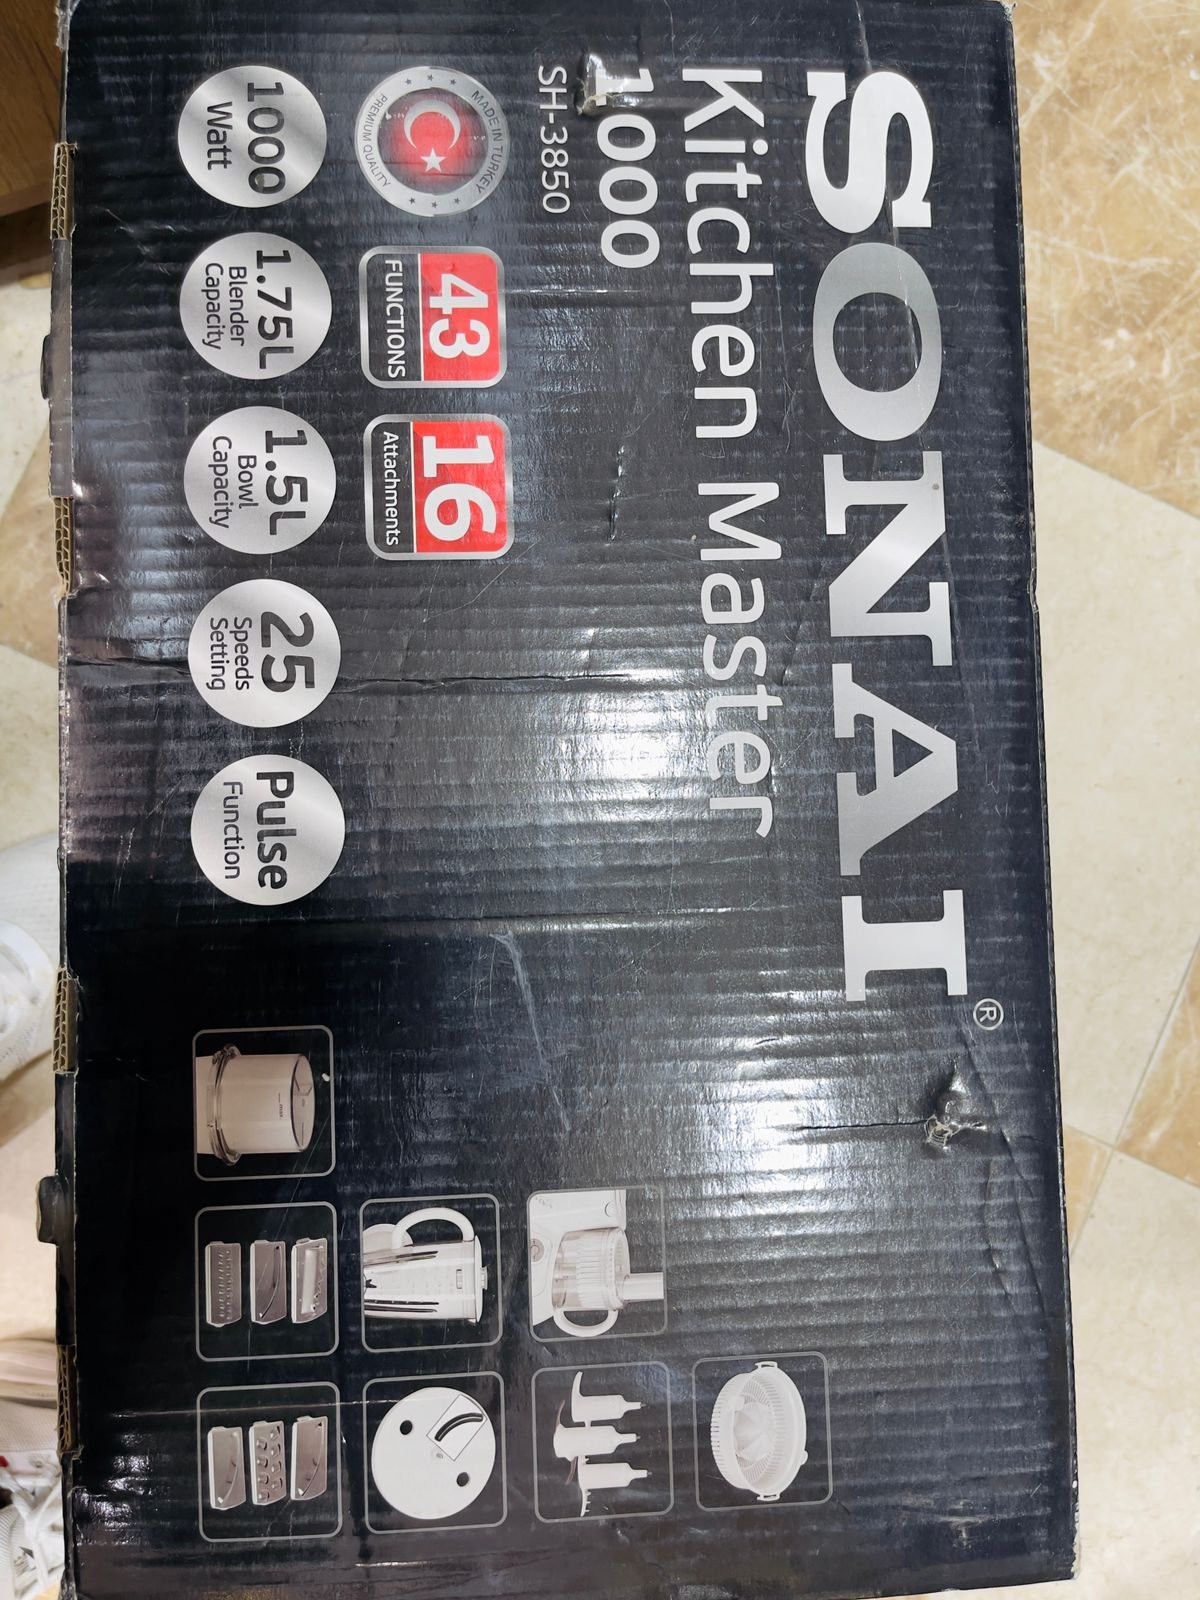 SONAI®
Kitchen Master
1000
SH-3850
MADE IN TURKEY
PREMIUM QUALITY
43
FUNCTIONS
16
Attachments
1000
Watt
1.75L
Blender
Capacity
1.5L
Bowl
Capacity
25
Speeds
Setting
Pulse
Function